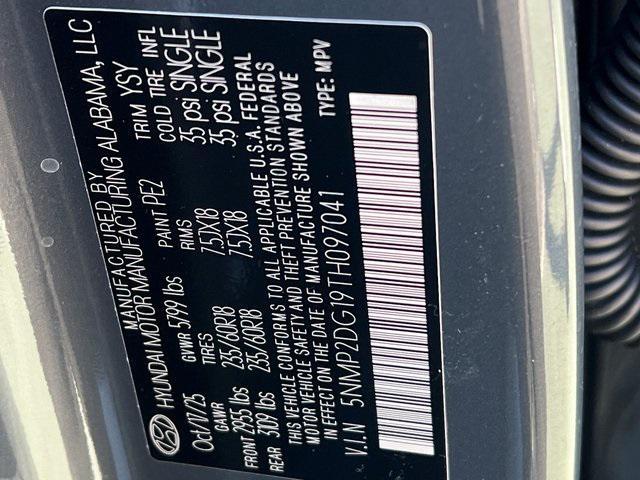 MANUFACTURED BY
HYUNDAI MOTOR MANUFACTURING ALABAMA, LLC
Oct/17/25 GVWR 5799 lbs PAINT PE2 TRIM YSY
GAWR TIRES RIMS COLD TIRE INFL
FRONT 2955 lbs 235/60R18 7.5JX18 35 psi SINGLE
REAR 3109 lbs 235/60R18 7.5JX18 35 psi SINGLE
THIS VEHICLE CONFORMS TO ALL APPLICABLE U.S.A. FEDERAL
MOTOR VEHICLE SAFETY AND THEFT PREVENTION STANDARDS
IN EFFECT ON THE DATE OF MANUFACTURE SHOWN ABOVE
V.I.N 5NMP2DG19TH097041 TYPE: MPV